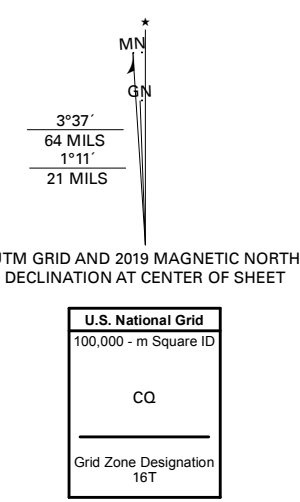 ★
MN
GN
3°37´
64 MILS
1°11´
21 MILS
UTM GRID AND 2019 MAGNETIC NORTH
DECLINATION AT CENTER OF SHEET
U.S. National Grid
100,000 - m Square ID
CQ
Grid Zone Designation
16T